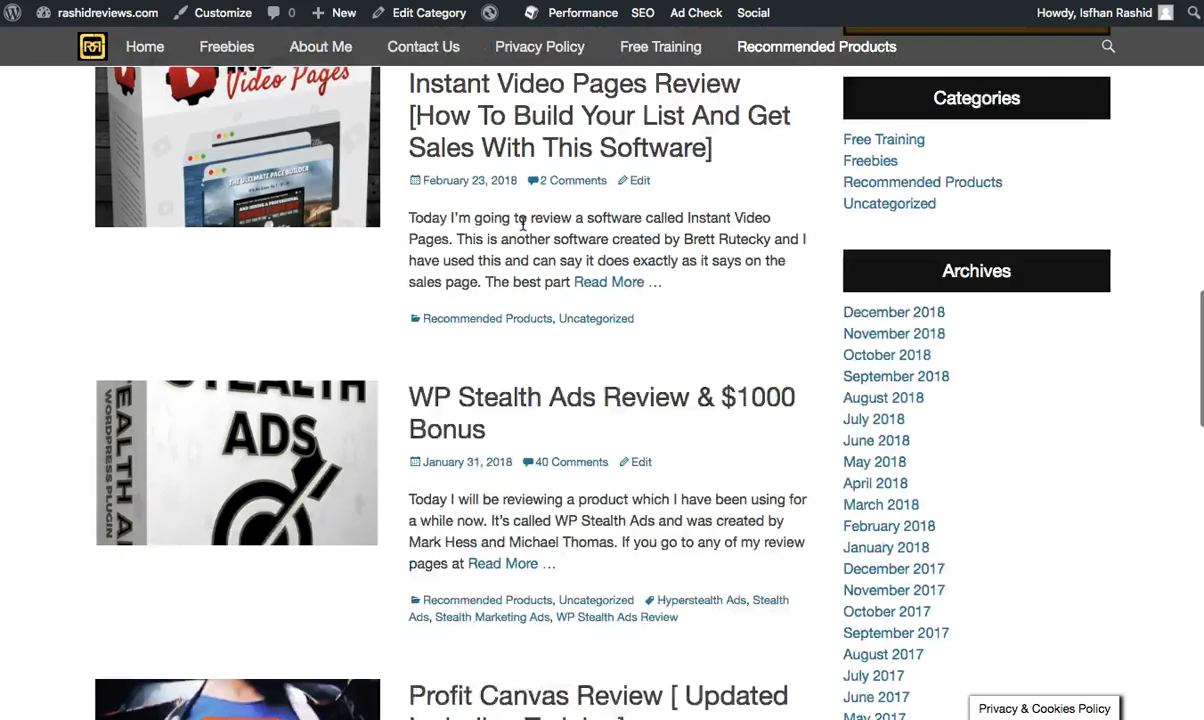 rashidreviews.com Customize 0 New Edit Category Performance SEO Ad Check Social Howdy, Isfhan Rashid
Home Freebies About Me Contact Us Privacy Policy Free Training Recommended Products
Video Pages
THE ULTIMATE PAGE BUILDER
Instant Video Pages Review
[How To Build Your List And Get
Sales With This Software]
February 23, 2018 2 Comments Edit
Today I'm going to review a software called Instant Video
Pages. This is another software created by Brett Rutecky and I
have used this and can say it does exactly as it says on the
sales page. The best part Read More …
Recommended Products, Uncategorized
STEALTH
ADS
EALTH A
WORDPRESS PLUGIN
WP Stealth Ads Review & $1000
Bonus
January 31, 2018 40 Comments Edit
Today I will be reviewing a product which I have been using for
a while now. It's called WP Stealth Ads and was created by
Mark Hess and Michael Thomas. If you go to any of my review
pages at Read More …
Recommended Products, Uncategorized Hyperstealth Ads, Stealth
Ads, Stealth Marketing Ads, WP Stealth Ads Review
Profit Canvas Review [ Updated
Categories
Free Training
Freebies
Recommended Products
Uncategorized
Archives
December 2018
November 2018
October 2018
September 2018
August 2018
July 2018
June 2018
May 2018
April 2018
March 2018
February 2018
January 2018
December 2017
November 2017
October 2017
September 2017
August 2017
July 2017
June 2017
May 2017
Privacy & Cookies Policy